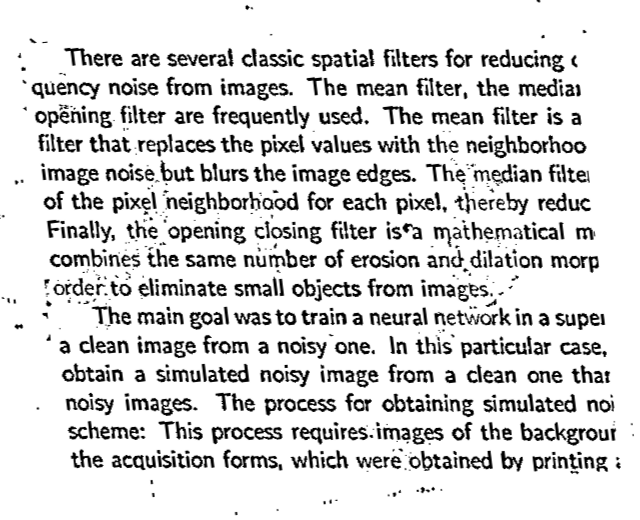 There are several classic spatial filters for reducing
quency noise from images. The mean filter, the media
opening filter are frequently used. The mean filter is a
filter that replaces the pixel values with the neighborhoo
image noise but blurs the image edges. The median filte
of the pixel neighborhood for each pixel, thereby reduc
Finally, the opening closing filter is a mathematical m
combines the same number of erosion and dilation morp
order to eliminate small objects from images.
The main goal was to train a neural network in a super
a clean image from a noisy one. In this particular case,
obtain a simulated noisy image from a clean one that
noisy images. The process for obtaining simulated noi
scheme: This process requires images of the backgrour
the acquisition forms, which were obtained by printing